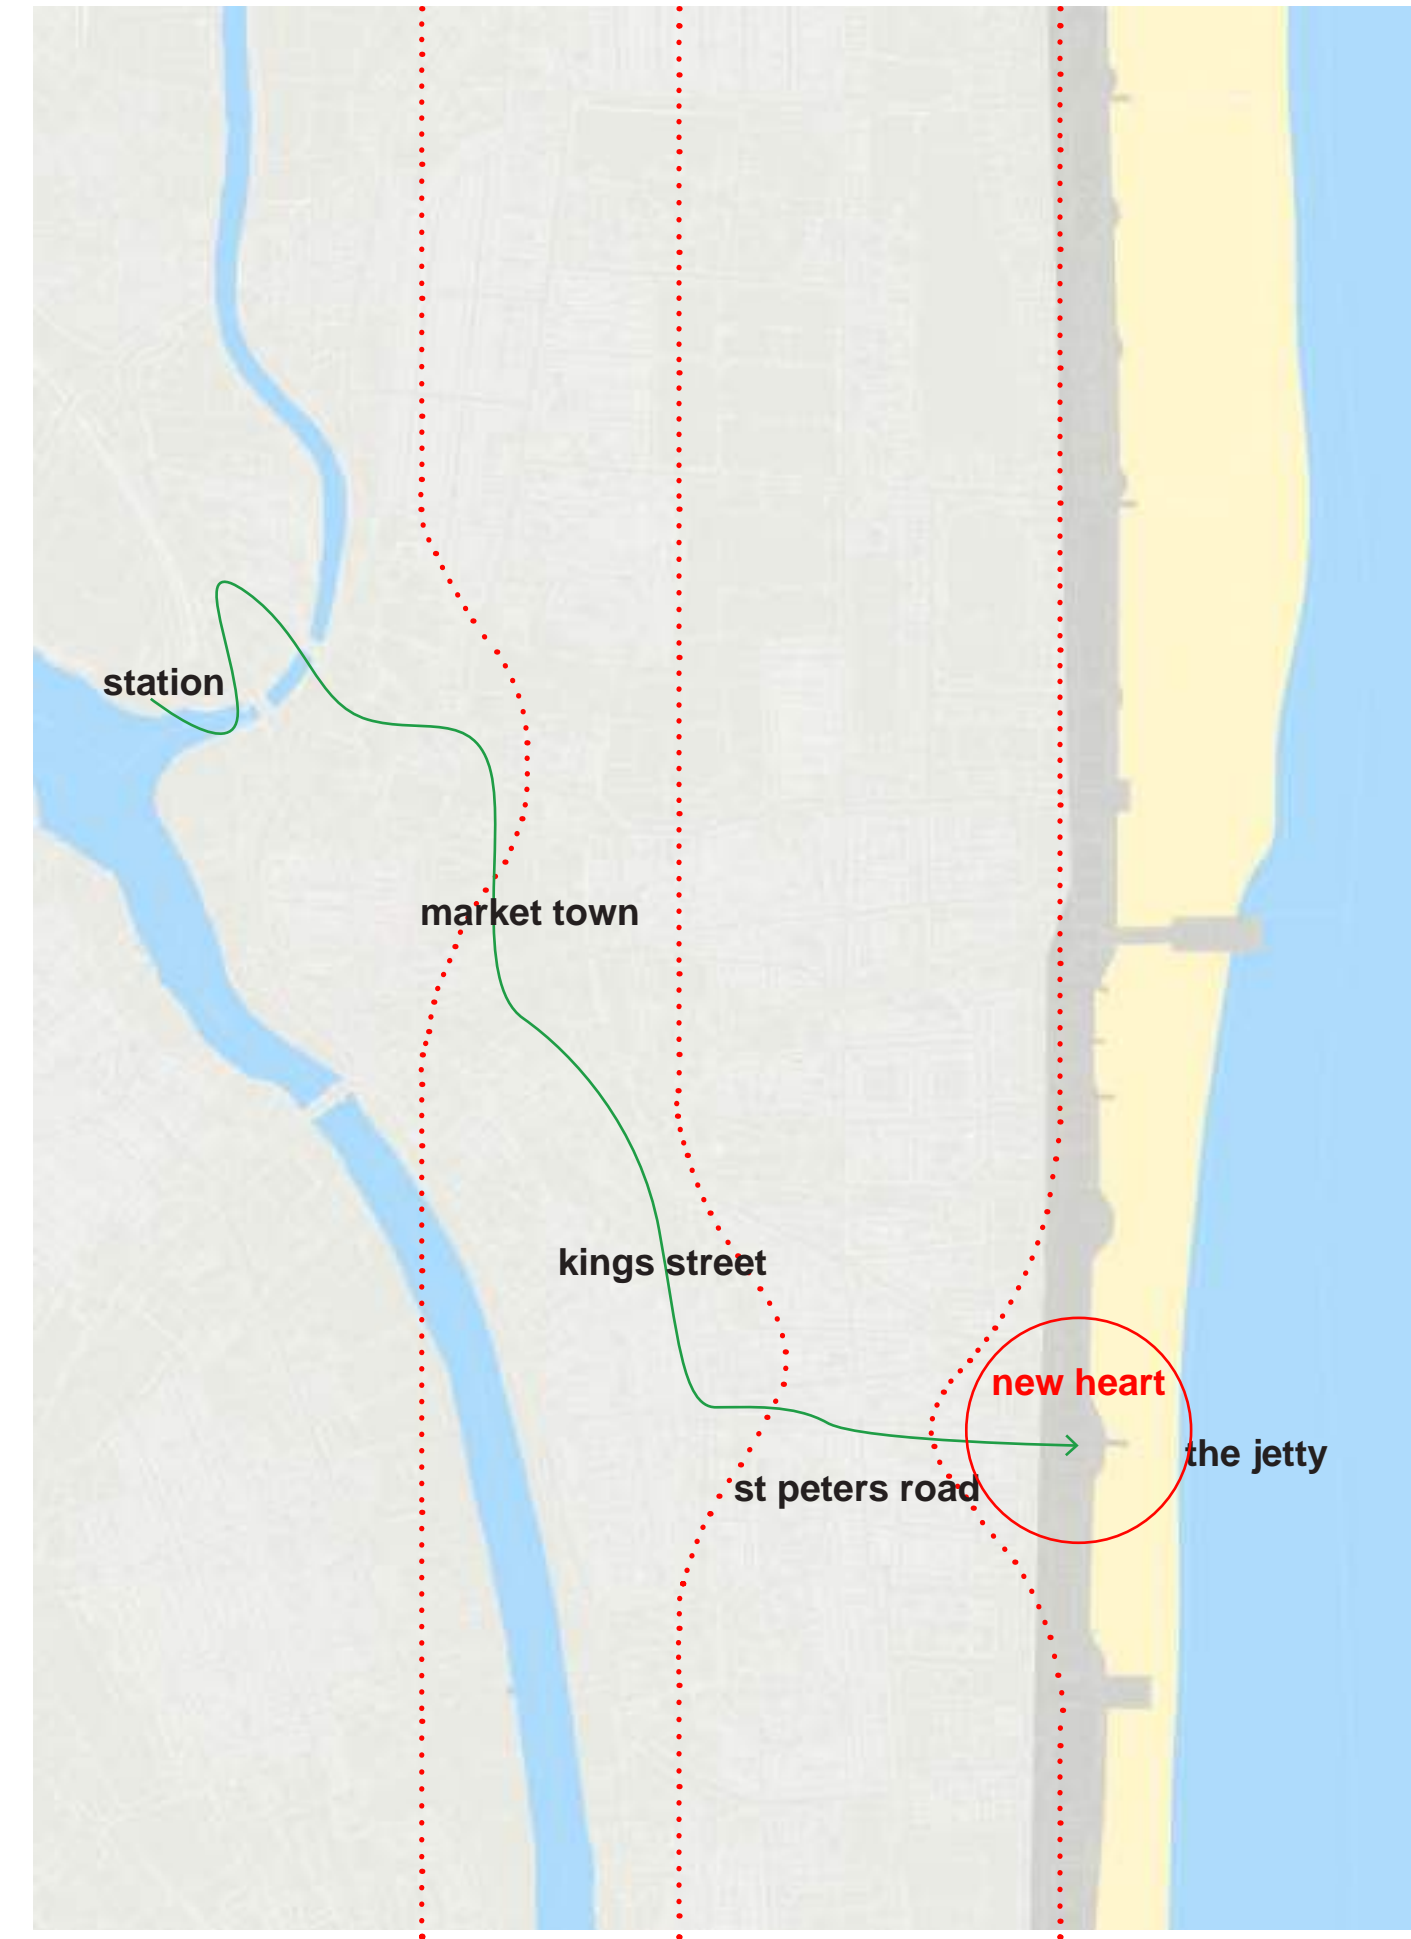 station
market town
kings street
new heart
the jetty
st peters road